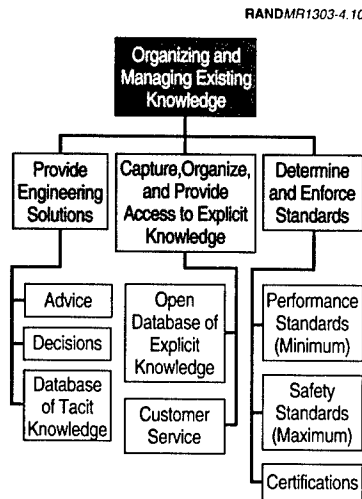 RANDMR1303-4.10
Organizing and
Managing Existing
Knowledge
Provide
Engineering
Solutions
Capture,Organize,
and Provide
Access to Explicit
Knowledge
Determine
and Enforce
Standards
Advice
Decisions
Database
of Tacit
Knowledge
Open
Database of
Explicit
Knowledge
Customer
Service
Performance
Standards
(Minimum)
Safety
Standards
(Maximum)
Certifications